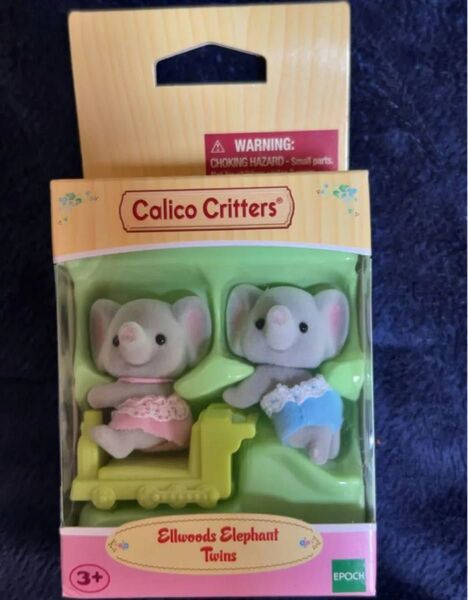 WARNING:
CHOKING HAZARD - Small parts.
Calico Critters®
Ellwoods Elephant
Twins
3+
EPOCH